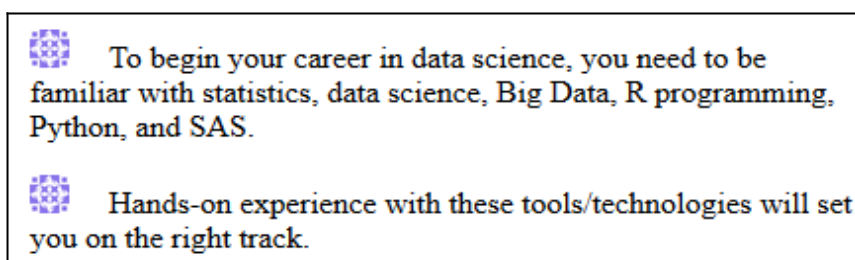 To begin your career in data science, you need to be
familiar with statistics, data science, Big Data, R programming,
Python, and SAS.
Hands-on experience with these tools/technologies will set
you on the right track.